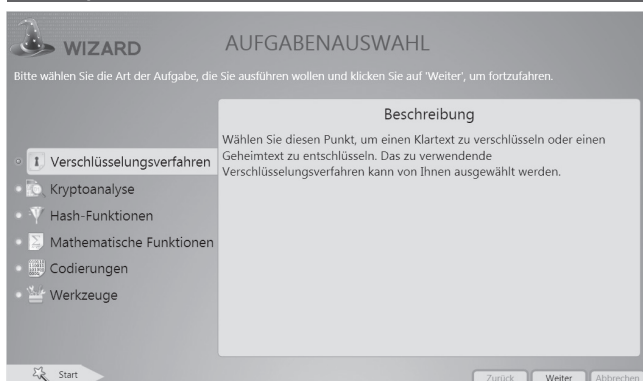 WIZARD
AUFGABENAUSWAHL
Bitte wählen Sie die Art der Aufgabe, die Sie ausführen wollen und klicken Sie auf 'Weiter', um fortzufahren.
Verschlüsselungsverfahren
Kryptoanalyse
Hash-Funktionen
Mathematische Funktionen
Codierungen
Werkzeuge
Beschreibung
Wählen Sie diesen Punkt, um einen Klartext zu verschlüsseln oder einen
Geheimtext zu entschlüsseln. Das zu verwendende
Verschlüsselungsverfahren kann von Ihnen ausgewählt werden.
Start
Zurück Weiter Abbrechen